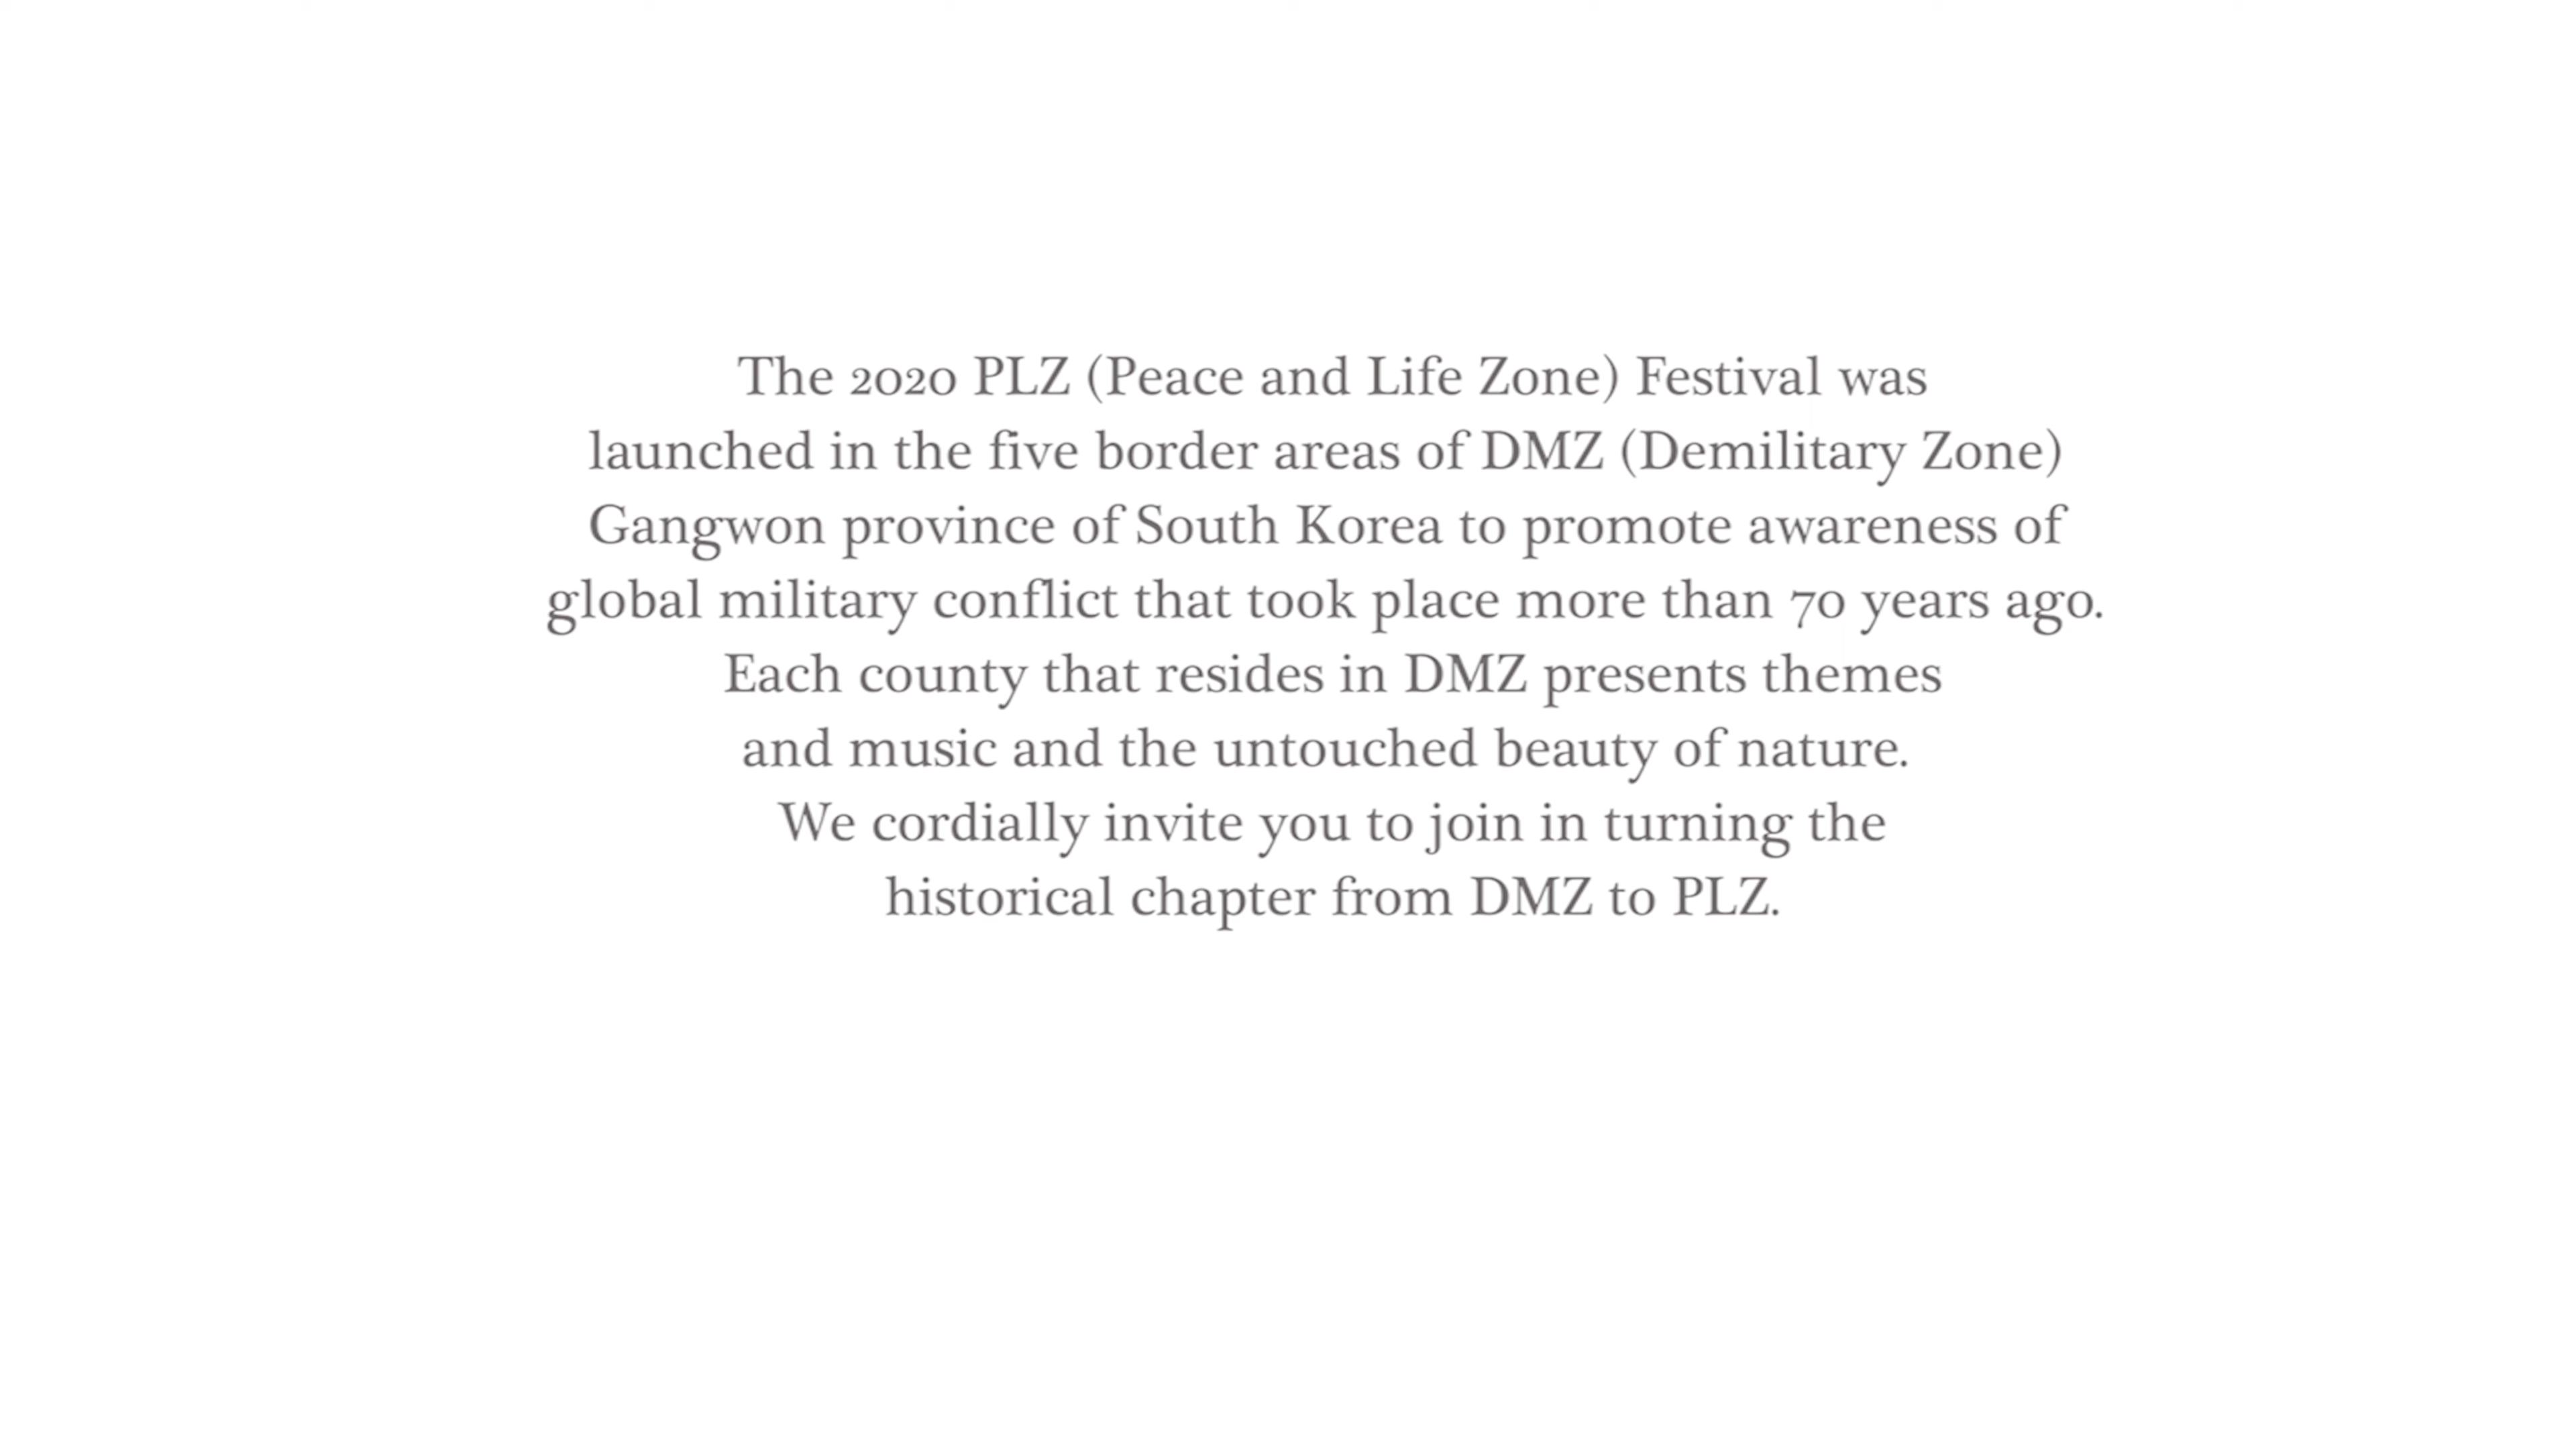 The 2020 PLZ (Peace and Life Zone) Festival was
launched in the five border areas of DMZ (Demilitary Zone)
Gangwon province of South Korea to promote awareness of
global military conflict that took place more than 70 years ago.
Each county that resides in DMZ presents themes
and music and the untouched beauty of nature.
We cordially invite you to join in turning the
historical chapter from DMZ to PLZ.